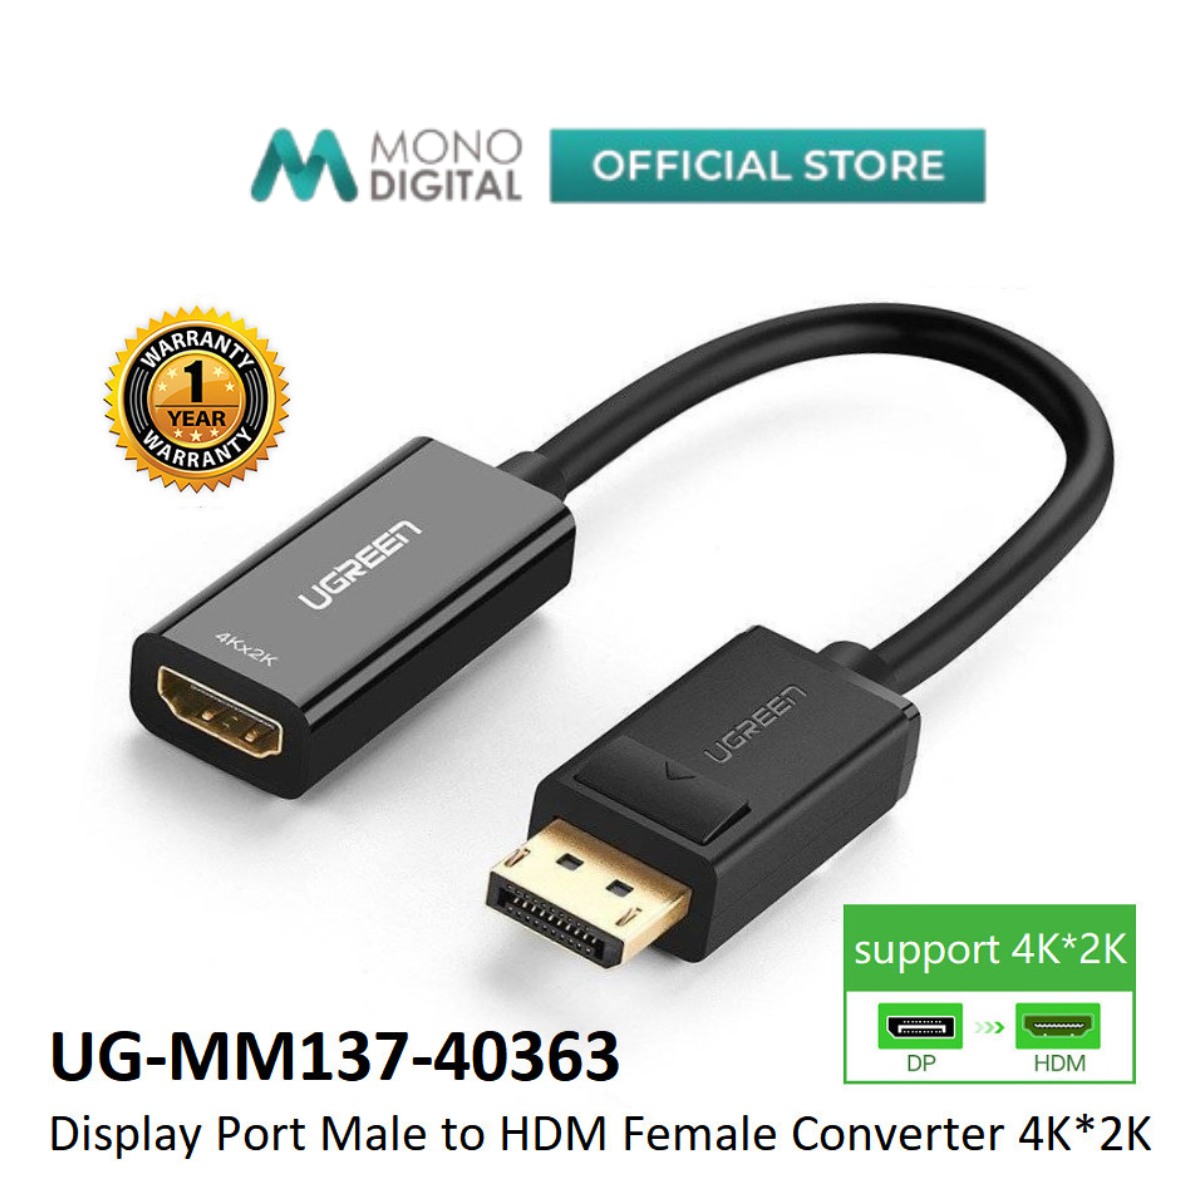 MONO
DIGITAL
OFFICIAL STORE
WARRANTY
1
YEAR
WARRANTY
UGREEN
4Kx2K
UGREEN
support 4K*2K
DP
HDM
UG-MM137-40363
Display Port Male to HDM Female Converter 4K*2K